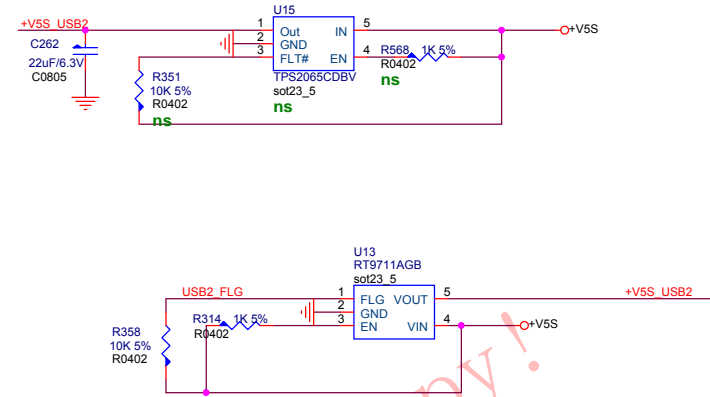 U15
+V5S_USB2
1
Out
IN
5
+V5S
2
GND
3
FLT#
EN
4
R568
1K 5%
R0402
ns
C262
22uF/6.3V
C0805
R351
10K 5%
R0402
ns
TPS2065CDBV
sot23_5
ns
U13
RT9711AGB
sot23_5
USB2_FLG
1
FLG
VOUT
5
+V5S_USB2
2
GND
R314
1K 5%
R0402
3
EN
VIN
4
+V5S
R358
10K 5%
R0402